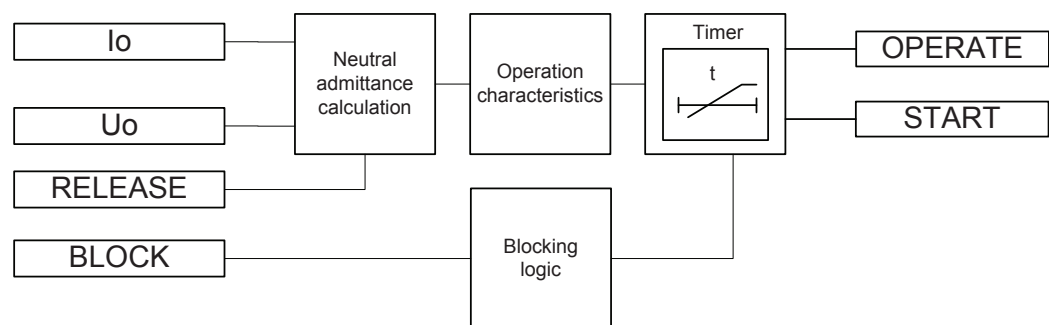 Io
Uo
RELEASE
BLOCK
Neutral
admittance
calculation
Operation
characteristics
Timer
t
Blocking
logic
OPERATE
START